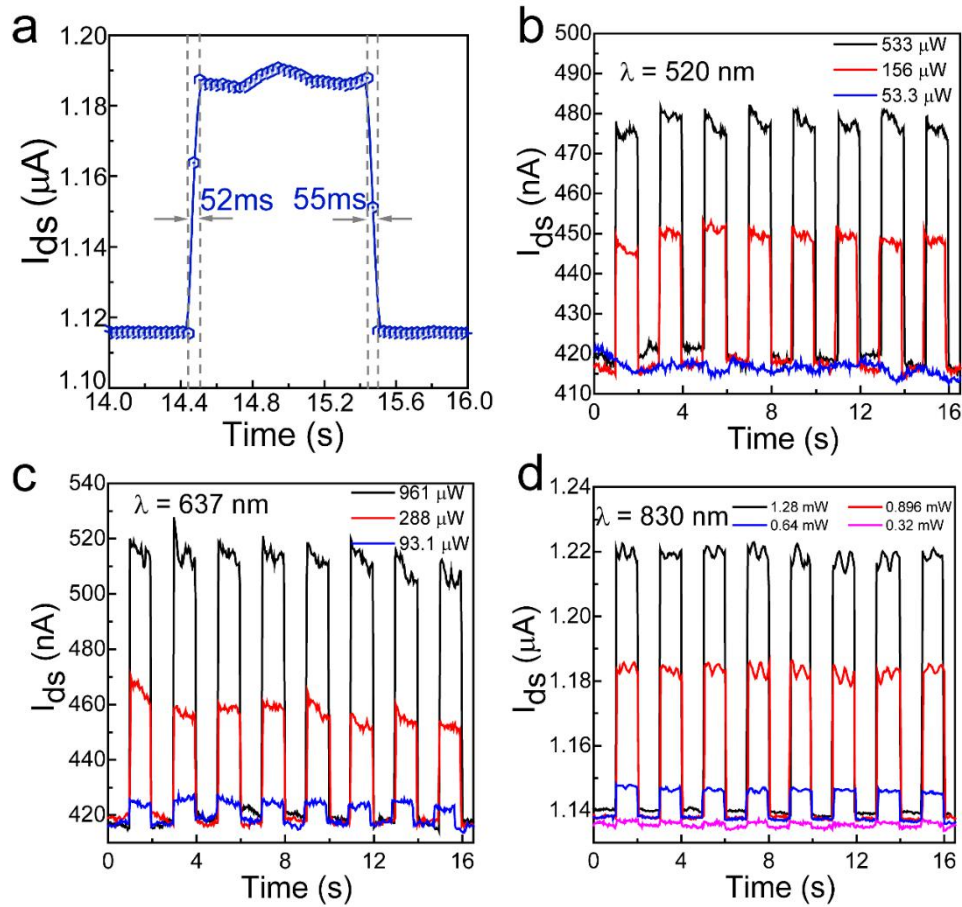 a
1.20
1.18
1.16
1.14
1.12
1.10
Ids (μA)
52ms
55ms
14.0 14.4 14.8 15.2 15.6 16.0
Time (s)
b
500
490
480
470
460
450
440
430
420
410
Ids (nA)
λ = 520 nm
533 μW
156 μW
53.3 μW
0 4 8 12 16
Time (s)
c
540
520
500
480
460
440
420
Ids (nA)
λ = 637 nm
961 μW
288 μW
93.1 μW
0 4 8 12 16
Time (s)
d
1.24
1.22
1.20
1.18
1.16
1.14
Ids (μA)
λ = 830 nm
1.28 mW 0.896 mW
0.64 mW 0.32 mW
0 4 8 12 16
Time (s)